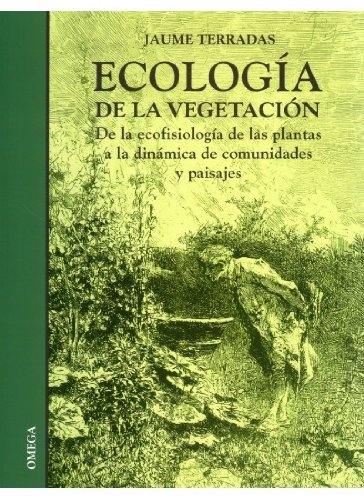 JAUME TERRADAS
ECOLOGÍA
DE LA VEGETACIÓN
De la ecofisiología de las plantas
a la dinámica de comunidades
y paisajes
OMEGA